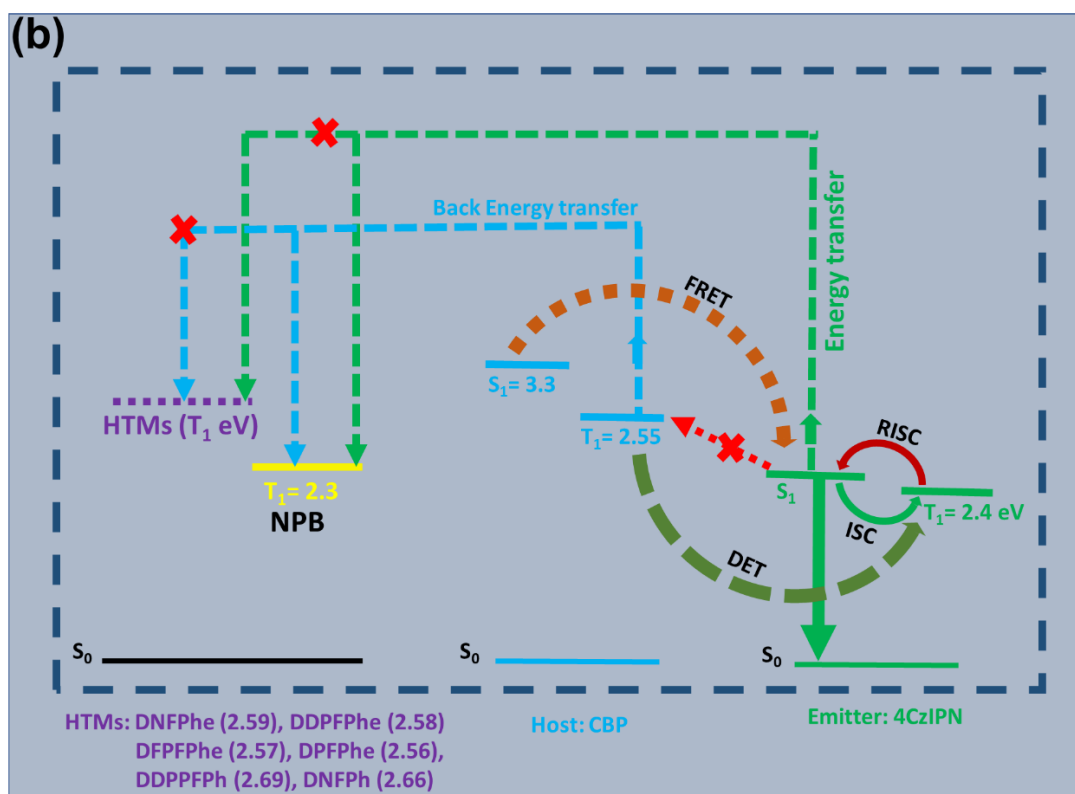 (b)
Back Energy transfer
Energy transfer
FRET
S₁= 3.3
HTMs (T₁ eV)
T₁= 2.55
RISC
T₁= 2.3
NPB
S₁
T₁= 2.4 eV
ISC
DET
S₀
S₀
S₀
HTMs: DNFPhe (2.59), DDPFPhe (2.58)
DFPFPhe (2.57), DPFPhe (2.56),
DDPPFPh (2.69), DNFPh (2.66)
Host: CBP
Emitter: 4CzIPN